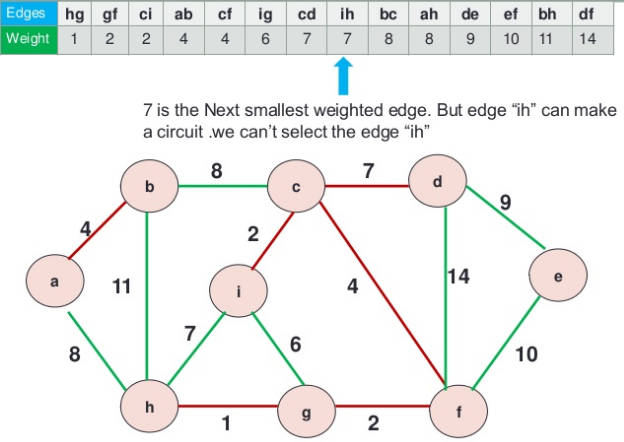 Edges hg gf ci ab cf ig cd ih bc ah de ef bh df
Weight 1 2 2 4 4 6 7 7 8 8 9 10 11 14
7 is the Next smallest weighted edge. But edge “ih” can make
a circuit .we can’t select the edge “ih”
8
7
b
c
d
9
4
2
a
11
i
4
14
e
8
7
6
10
h
g
f
1
2